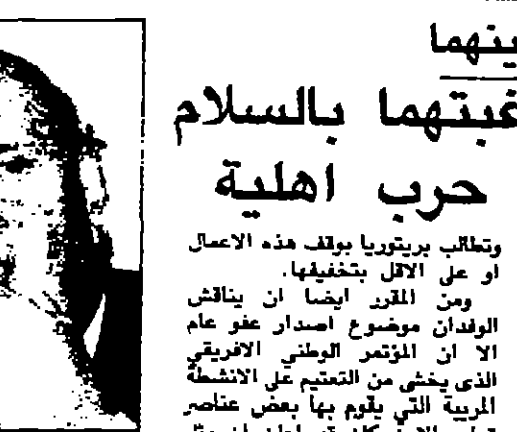 يتهما
غبتهما بالسلام
حرب اهلية
وتطالب بريتوريا بوقف هذه الاعمال
او على الاقل بتخفيفها.
ومن المقرر ايضا ان يناقش
الوفدان موضوع اصدار عفو عام
الا ان المؤتمر الوطني الافريقي
الذى يخشى من التعتيم على الانشطة
المريبة التي يقوم بها بعض عناصر